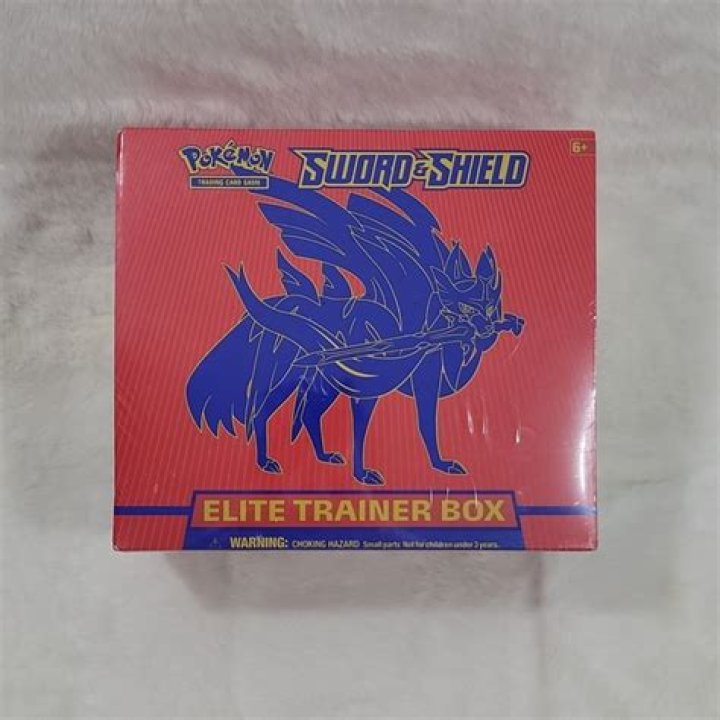 Pokémon
TRADING CARD GAME
SWORD & SHIELD
6+
ELITE TRAINER BOX
WARNING: CHOKING HAZARD Small parts Not for children under 3 years.